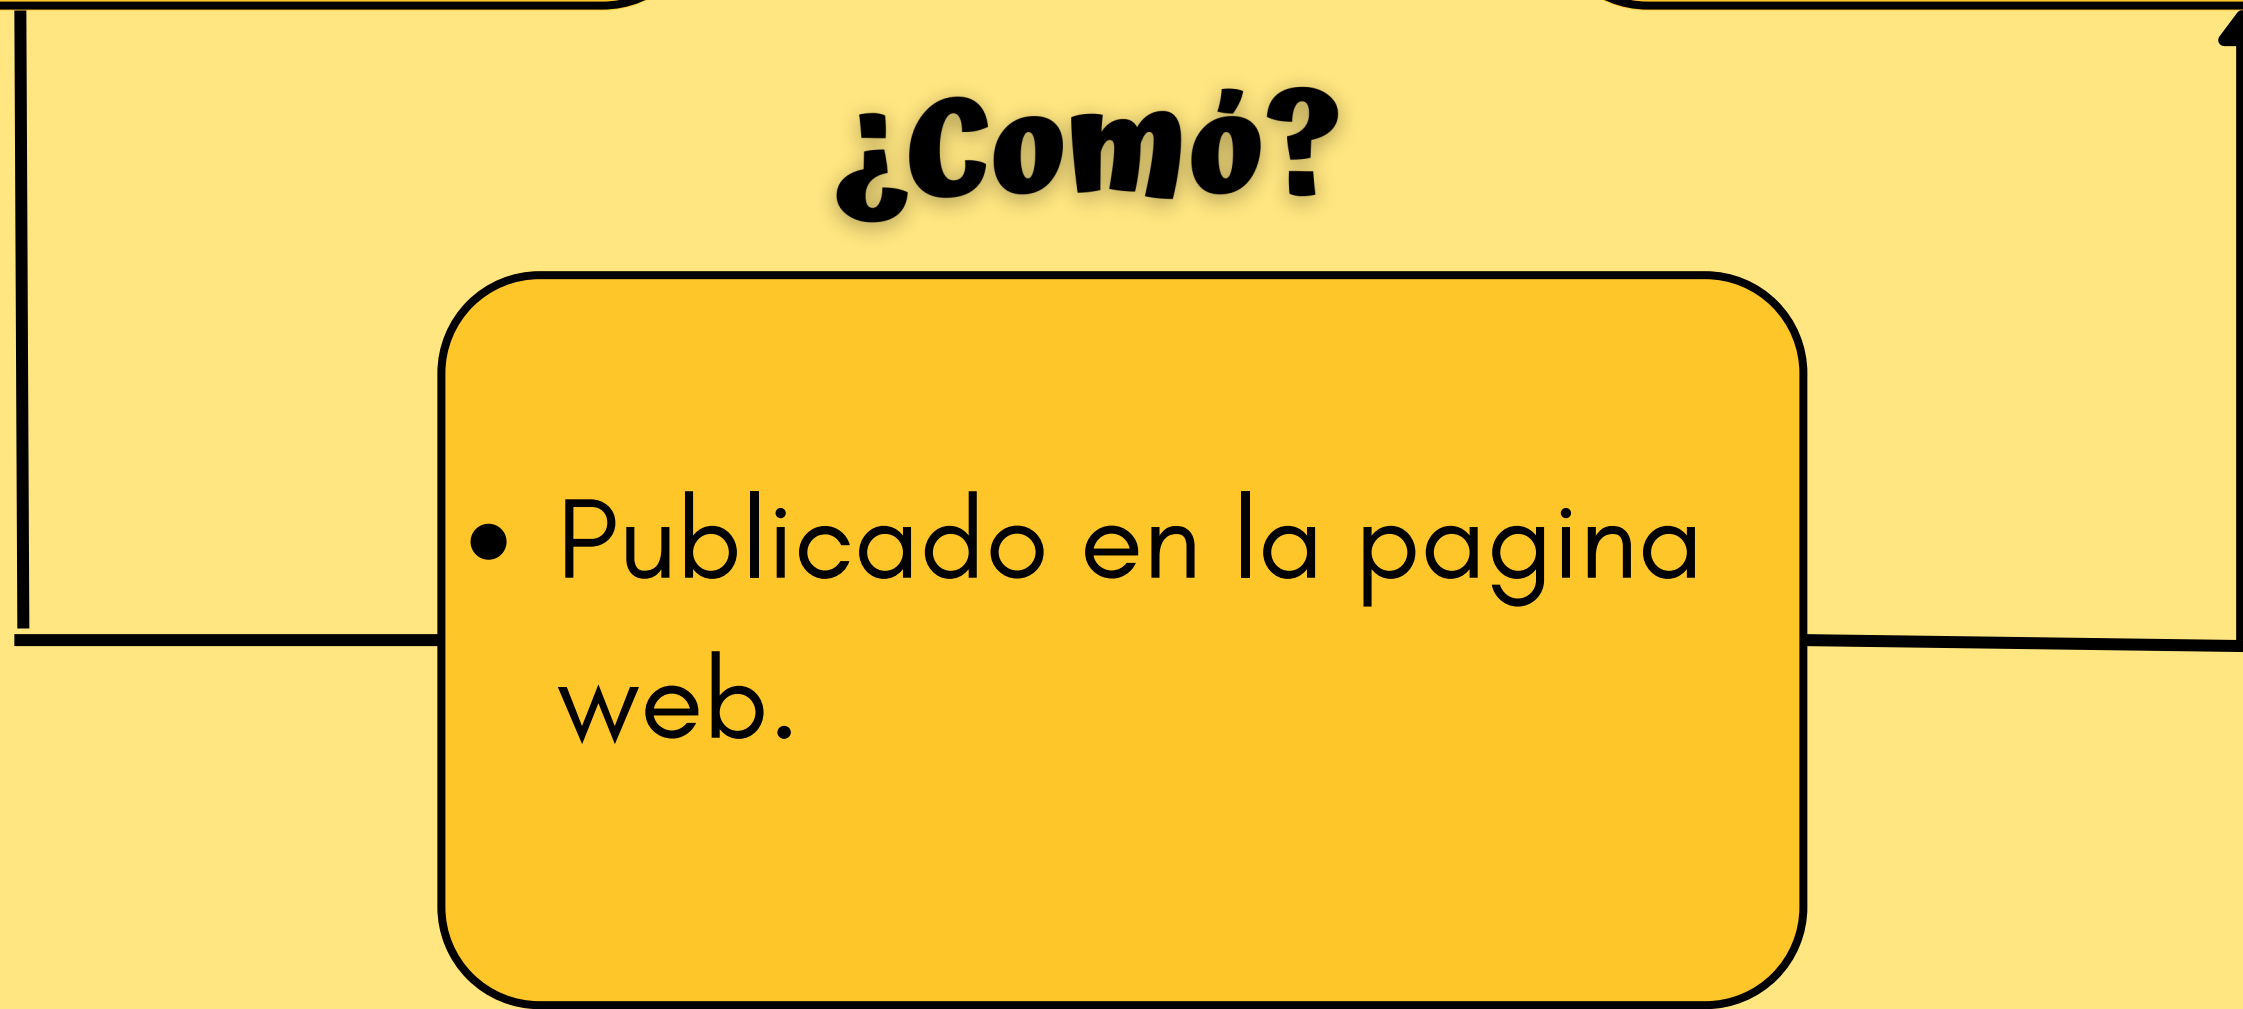 ¿Comó?
• Publicado en la pagina
web.